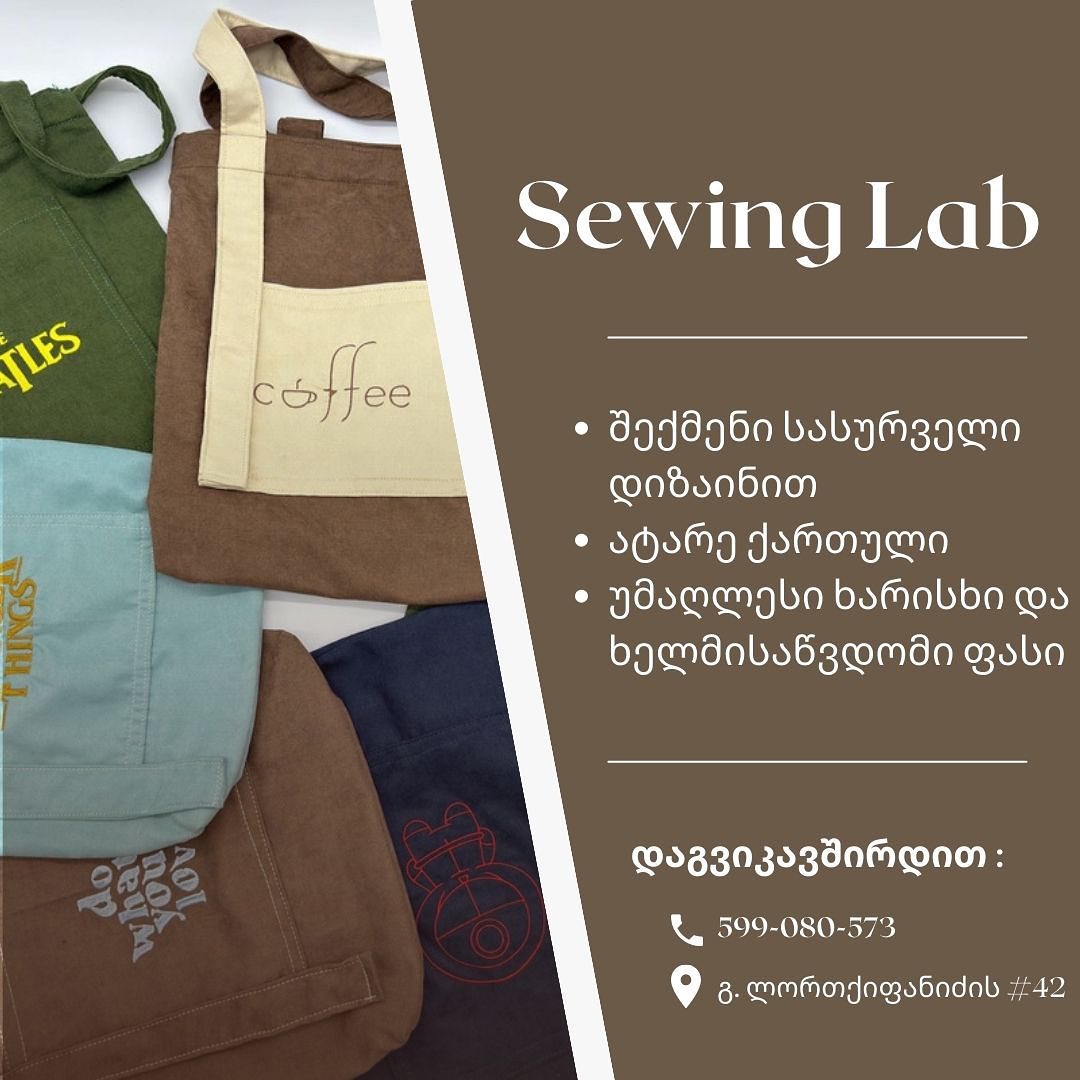 Sewing Lab
• შექმენი სასურველი
დიზაინით
• ატარე ქართული
• უმაღლესი ხარისხი და
ხელმისაწვდომი ფასი
დაგვიკავშირდით :
599-080-573
გ. ლორთქიფანიძის #42
coffee
THINGS
do
what
you
love